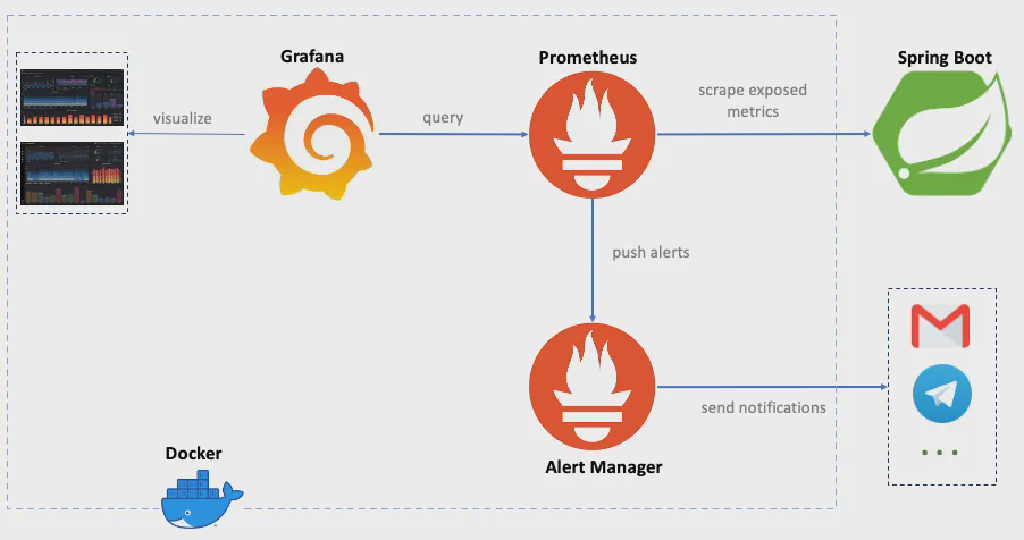 Grafana
Prometheus
Spring Boot
visualize
query
scrape exposed
metrics
push alerts
send notifications
Docker
Alert Manager